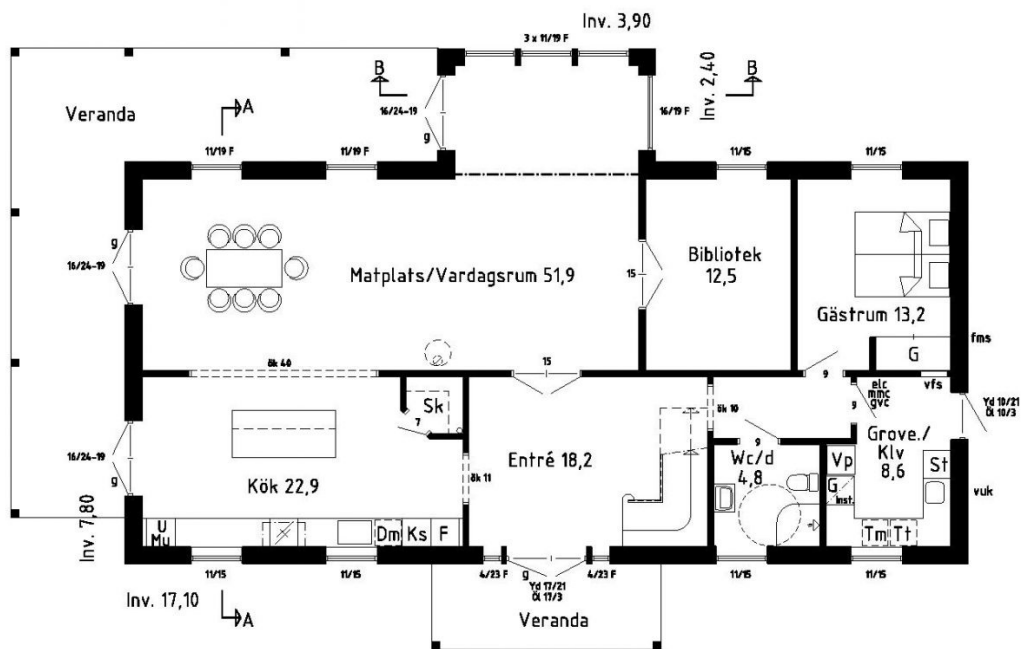 Inv. 3,90
3 x 11/19 F
B
B
Inv. 2,40
Veranda
A
16/24-19
g
16/19 F
11/19 F
11/19 F
11/15
11/15
g
16/24-19
Matplats/Vardagsrum 51,9
15
Bibliotek
12,5
Gästrum 13,2
G
fms
ök 40
15
9
elc
mmc
gvc
vfs
Yd 10/21
Öl 10/3
Sk
7
ök 10
9
9
Grove./
Klv
8,6
16/24-19
g
Kök 22,9
ök 11
Entré 18,2
Wc/d
4,8
Vp
G
inst.
St
vuk
Inv. 7,80
U
Mu
Dm
Ks
F
Tm
Tt
11/15
11/15
4/23 F
g
Yd 17/21
Öl 17/3
4/23 F
11/15
11/15
Inv. 17,10
A
Veranda